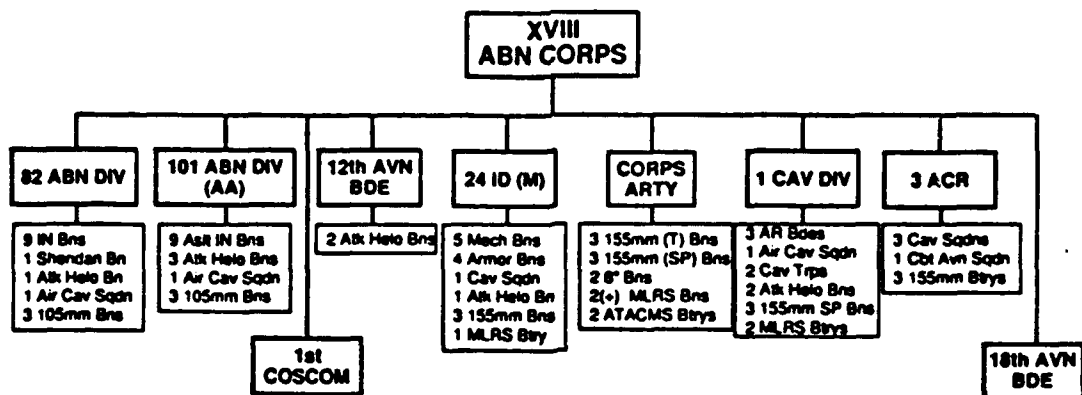 XVIII
ABN CORPS
82 ABN DIV
9 IN Bns
1 Sheridan Bn
1 Atk Helo Bn
1 Air Cav Sqdn
3 105mm Bns
101 ABN DIV
(AA)
9 Aslt IN Bns
3 Atk Helo Bns
1 Air Cav Sqdn
3 105mm Bns
1st
COSCOM
12th AVN
BDE
2 Atk Helo Bns
24 ID (M)
5 Mech Bns
4 Armor Bns
1 Cav Sqdn
1 Atk Helo Bn
3 155mm Bns
1 MLRS Btry
CORPS
ARTY
3 155mm (T) Bns
3 155mm (SP) Bns
2 8" Bns
2(+) MLRS Bns
2 ATACMS Btrys
1 CAV DIV
3 AR Bdes
1 Air Cav Sqdn
2 Cav Trps
2 Atk Helo Bns
3 155mm SP Bns
2 MLRS Btrys
3 ACR
3 Cav Sqdns
1 Cbt Avn Sqdn
3 155mm Btrys
18th AVN
BDE